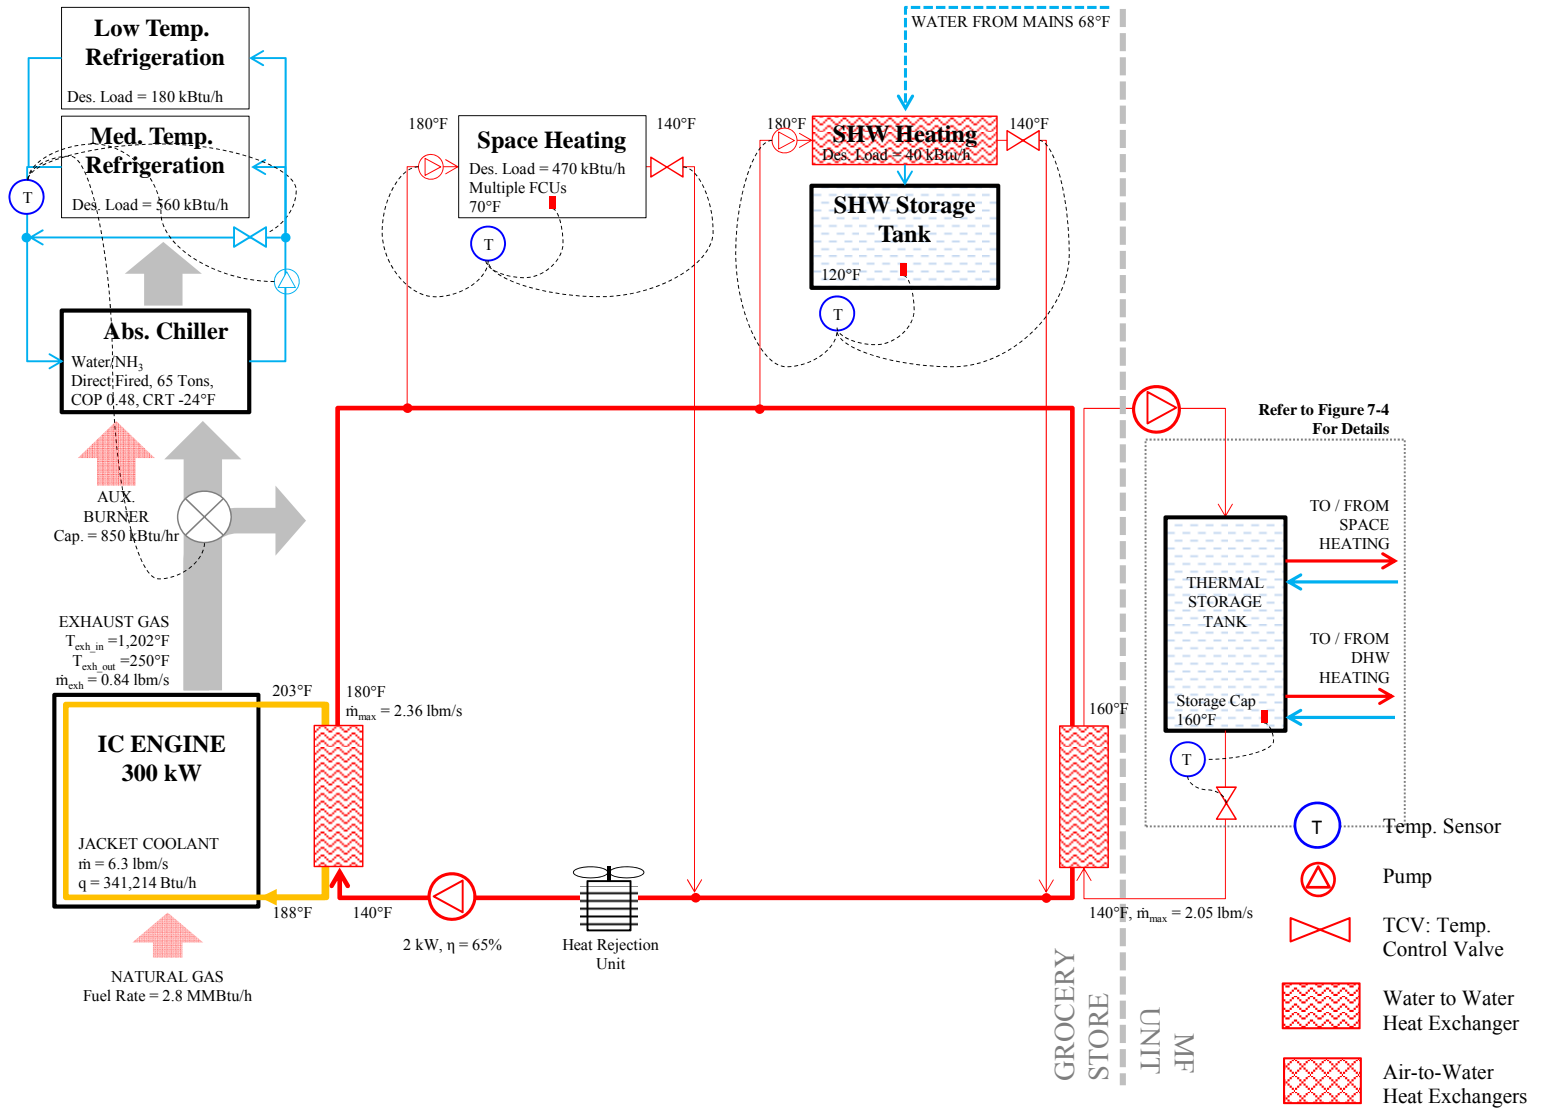 Low Temp.
Refrigeration
Des. Load = 180 kBtu/h
Med. Temp.
Refrigeration
Des. Load = 560 kBtu/h
T
Abs. Chiller
Water/NH3
Direct Fired, 65 Tons,
COP 0.48, CRT -24°F
AUX.
BURNER
Cap. = 850 kBtu/hr
EXHAUST GAS
Texh_in =1,202°F
Texh_out =250°F
ṁexh = 0.84 lbm/s
203°F
IC ENGINE
300 kW
JACKET COOLANT
ṁ = 6.3 lbm/s
q = 341,214 Btu/h
188°F
NATURAL GAS
Fuel Rate = 2.8 MMBtu/h
180°F
ṁmax = 2.36 lbm/s
140°F
2 kW, η = 65%
Heat Rejection
Unit
180°F
Space Heating
Des. Load = 470 kBtu/h
Multiple FCUs
70°F
140°F
T
WATER FROM MAINS 68°F
180°F
SHW Heating
Des. Load = 40 kBtu/h
140°F
SHW Storage
Tank
120°F
T
160°F
140°F, ṁmax = 2.05 lbm/s
GROCERY
STORE
MF
UNIT
Refer to Figure 7-4
For Details
THERMAL
STORAGE
TANK
Storage Cap
160°F
T
TO / FROM
SPACE
HEATING
TO / FROM
DHW
HEATING
T
Temp. Sensor
Pump
TCV: Temp.
Control Valve
Water to Water
Heat Exchanger
Air-to-Water
Heat Exchangers